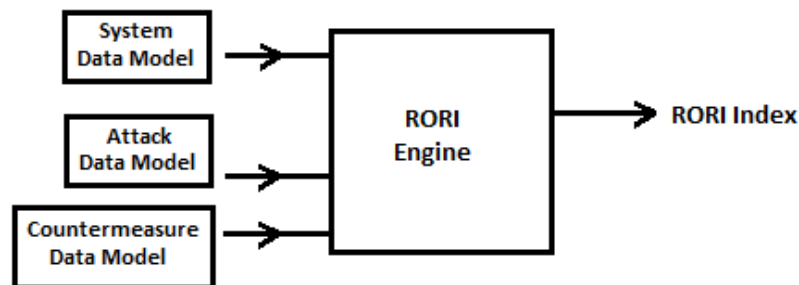 System
Data Model
Attack
Data Model
Countermeasure
Data Model
RORI
Engine
RORI Index